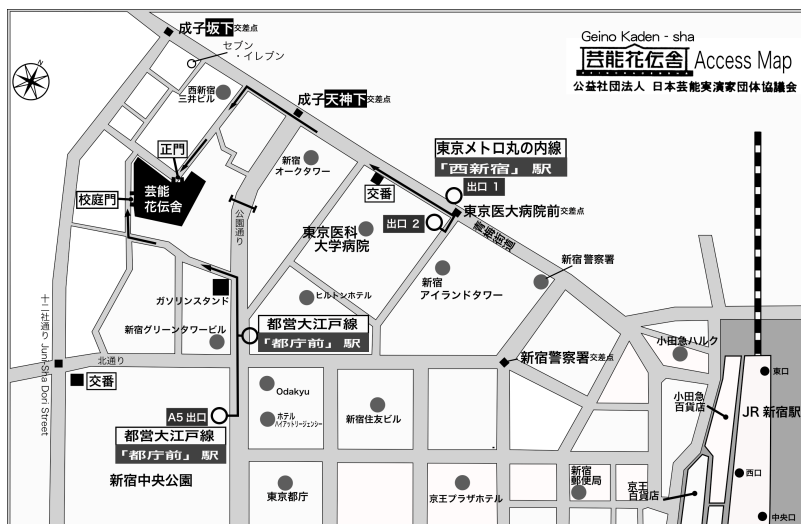 Geino Kaden - sha
芸能花伝舎 Access Map
公益社団法人 日本芸能実演家団体協議会
N
成子坂下交差点
セブン
・イレブン
西新宿
三井ビル
成子天神下交差点
正門
芸能
花伝舎
校庭門
新宿
オークタワー
公園通り
東京メトロ丸の内線
「西新宿」駅
出口 1
交番
出口 2
東京医大病院前交差点
東京医科
大学病院
青梅街道
新宿警察署
新宿
アイランドタワー
ヒルトンホテル
ガソリンスタンド
新宿グリーンタワービル
都営大江戸線
「都庁前」駅
十二社通り Juni-Sha Dori Street
北通り
交番
新宿警察署交差点
小田急ハルク
東口
小田急
百貨店
JR 新宿駅
Odakyu
ホテル
ハイアットリージェンシー
新宿住友ビル
A5 出口
都営大江戸線
「都庁前」駅
新宿中央公園
東京都庁
京王プラザホテル
新宿
郵便局
京王
百貨店
西口
中央口